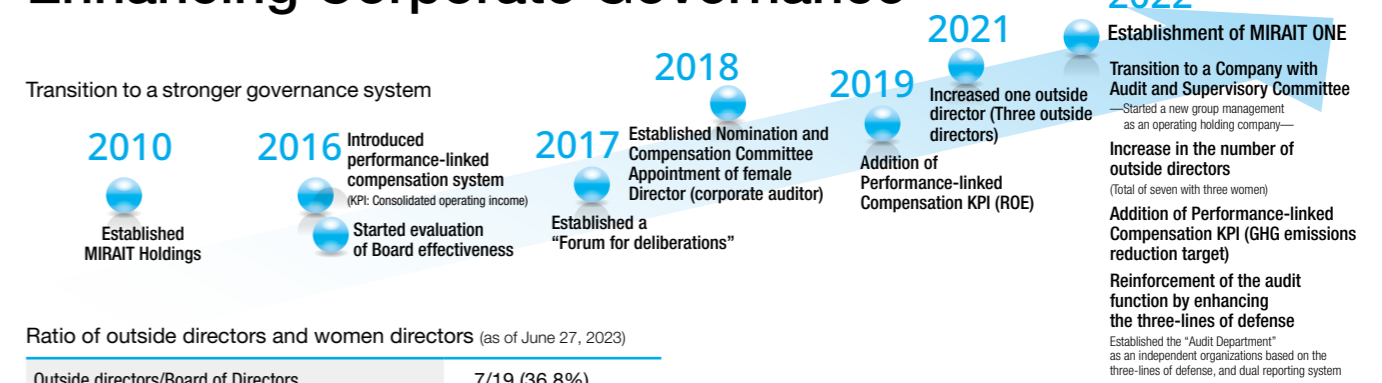 Enhancing Corporate Governance
Transition to a stronger governance system
2010
Established
MIRAIT Holdings
2016
Introduced
performance-linked
compensation system
(KPI: Consolidated operating income)
Started evaluation
of Board effectiveness
2017
Established a
“Forum for deliberations”
2018
Established Nomination and
Compensation Committee
Appointment of female
Director (corporate auditor)
2019
Addition of
Performance-linked
Compensation KPI (ROE)
2021
Increased one outside
director (Three outside
directors)
2022
Establishment of MIRAIT ONE
Transition to a Company with
Audit and Supervisory Committee
—Started a new group management
as an operating holding company—
Increase in the number of
outside directors
(Total of seven with three women)
Addition of Performance-linked
Compensation KPI (GHG emissions
reduction target)
Reinforcement of the audit
function by enhancing
the three-lines of defense
Established the “Audit Department”
as an independent organizations based on the
three-lines of defense, and dual reporting system
Ratio of outside directors and women directors (as of June 27, 2023)
Outside directors/Board of Directors 7/19 (36.8%)